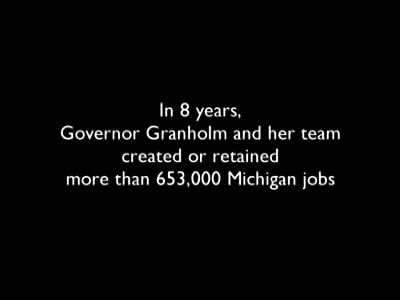 In 8 years,
Governor Granholm and her team
created or retained
more than 653,000 Michigan jobs